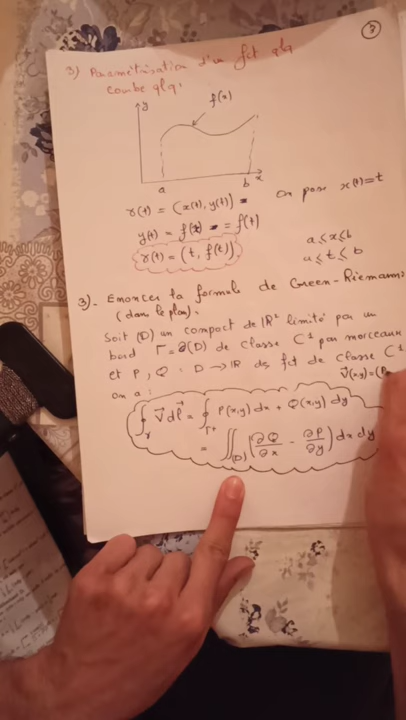 3) Paramétrisation d'un fct qlq
courbe qlq.
y
f(x)
a
b
x
γ(t) = (x(t), y(t)) on pose x(t) = t
y(t) = f(x) = f(t)
γ(t) = (t, f(t))
a ≤ x ≤ b
a ≤ t ≤ b
3) - Enoncer la formule de Green-Riemann
(dans le plan).
Soit (D) un compact de ℝ² limité par un
bord Γ = ∂(D) de classe C¹ par morceaux
et P, Q : D → ℝ des fct de classe C¹
on a :
V⃗(x,y) = (P
∮γ V⃗ dℓ⃗ = ∮Γ+ P(x,y) dx + Q(x,y) dy
= ∬(D) (∂Q/∂x - ∂P/∂y) dx dy